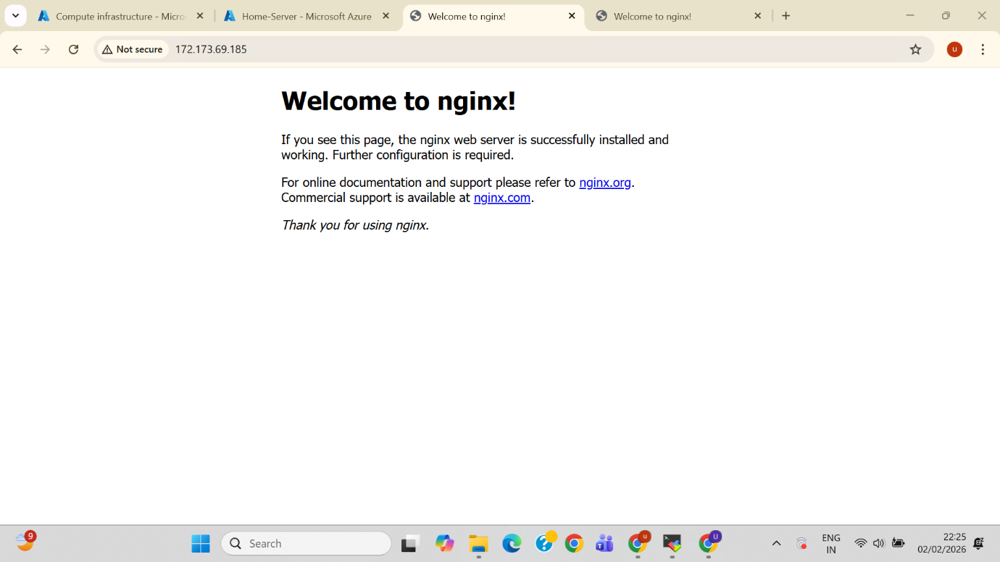 Compute infrastructure - Micro
Home-Server - Microsoft Azure
Welcome to nginx!
Welcome to nginx!
Not secure
172.173.69.185
u
Welcome to nginx!
If you see this page, the nginx web server is successfully installed and
working. Further configuration is required.
For online documentation and support please refer to nginx.org.
Commercial support is available at nginx.com.
Thank you for using nginx.
9
Search
u
U
ENG
IN
22:25
02/02/2026